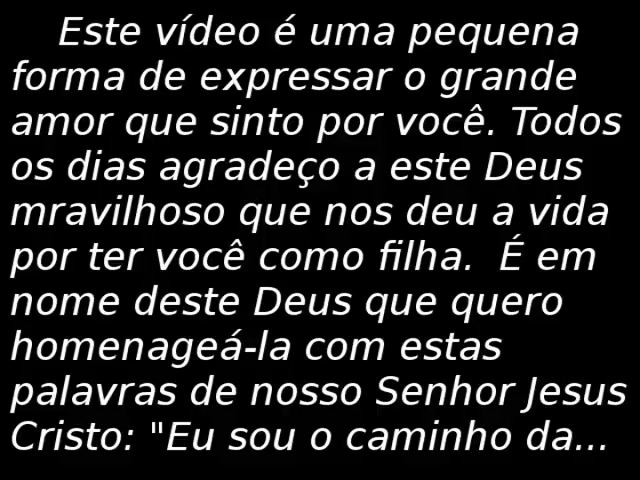 Este vídeo é uma pequena
forma de expressar o grande
amor que sinto por você. Todos
os dias agradeço a este Deus
mravilhoso que nos deu a vida
por ter você como filha.  É em
nome deste Deus que quero
homenageá-la com estas
palavras de nosso Senhor Jesus
Cristo: "Eu sou o caminho da...